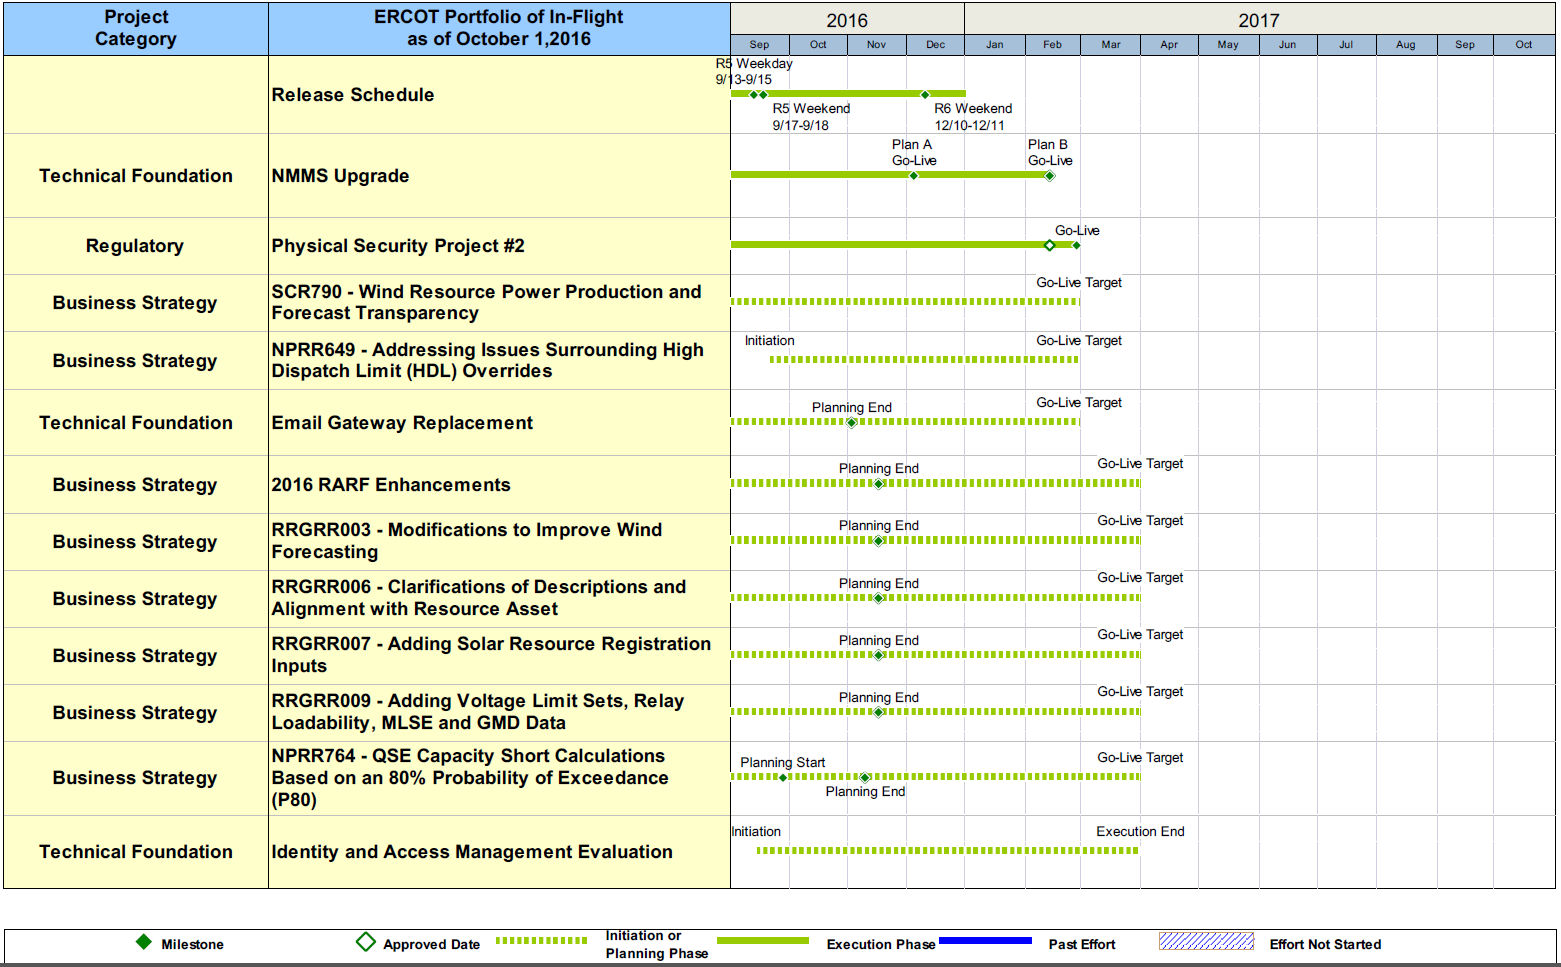 Project
Category
ERCOT Portfolio of In-Flight
as of October 1,2016
2016
2017
Sep Oct Nov Dec Jan Feb Mar Apr May Jun Jul Aug Sep Oct
R5 Weekday
9/13-9/15
Release Schedule
R5 Weekend
9/17-9/18
R6 Weekend
12/10-12/11
Technical Foundation
NMMS Upgrade
Plan A
Go-Live
Plan B
Go-Live
Regulatory
Physical Security Project #2
Go-Live
Business Strategy
SCR790 - Wind Resource Power Production and
Forecast Transparency
Go-Live Target
Business Strategy
NPRR649 - Addressing Issues Surrounding High
Dispatch Limit (HDL) Overrides
Initiation
Go-Live Target
Technical Foundation
Email Gateway Replacement
Planning End
Go-Live Target
Business Strategy
2016 RARF Enhancements
Planning End
Go-Live Target
Business Strategy
RRGRR003 - Modifications to Improve Wind
Forecasting
Planning End
Go-Live Target
Business Strategy
RRGRR006 - Clarifications of Descriptions and
Alignment with Resource Asset
Planning End
Go-Live Target
Business Strategy
RRGRR007 - Adding Solar Resource Registration
Inputs
Planning End
Go-Live Target
Business Strategy
RRGRR009 - Adding Voltage Limit Sets, Relay
Loadability, MLSE and GMD Data
Planning End
Go-Live Target
Business Strategy
NPRR764 - QSE Capacity Short Calculations
Based on an 80% Probability of Exceedance
(P80)
Planning Start
Planning End
Go-Live Target
Technical Foundation
Identity and Access Management Evaluation
Initiation
Execution End
Milestone
Approved Date
Initiation or
Planning Phase
Execution Phase
Past Effort
Effort Not Started